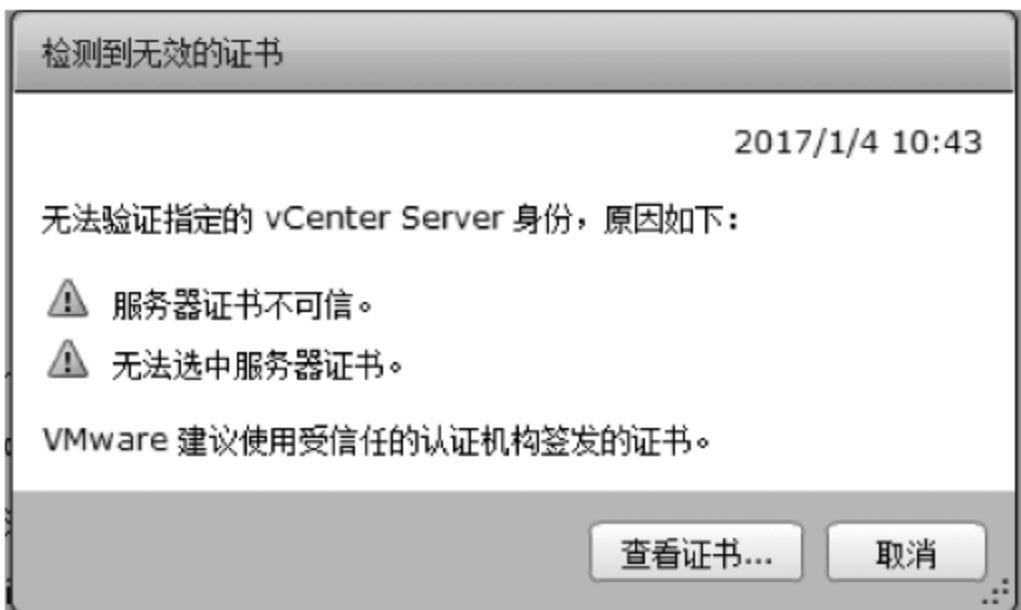 检测到无效的证书
2017/1/4 10:43
无法验证指定的 vCenter Server 身份，原因如下：
服务器证书不可信。
无法选中服务器证书。
VMware 建议使用受信任的认证机构签发的证书。
查看证书... 取消